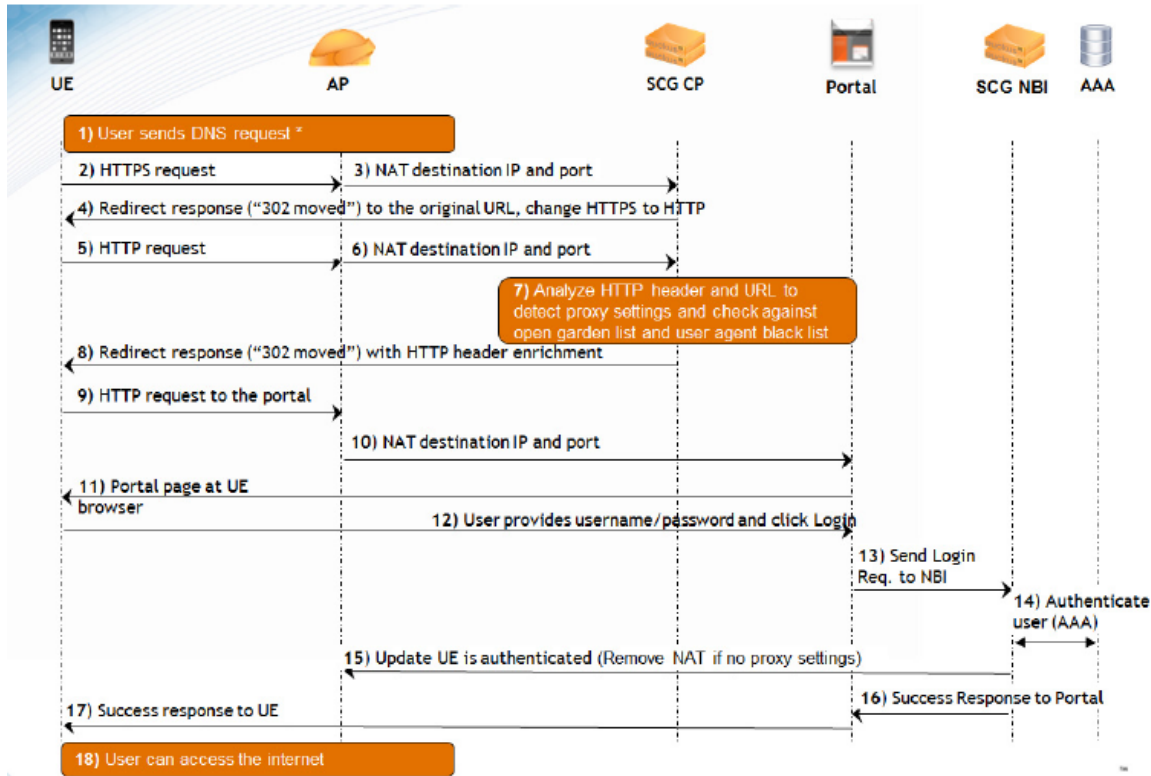 UE
AP
SCG CP
Portal
SCG NBI
AAA
1) User sends DNS request *
2) HTTPS request
3) NAT destination IP and port
4) Redirect response (“302 moved”) to the original URL, change HTTPS to HTTP
5) HTTP request
6) NAT destination IP and port
7) Analyze HTTP header and URL to
detect proxy settings and check against
open garden list and user agent black list
8) Redirect response (“302 moved”) with HTTP header enrichment
9) HTTP request to the portal
10) NAT destination IP and port
11) Portal page at UE
browser
12) User provides username/password and click Login
13) Send Login
Req. to NBI
14) Authenticate
user (AAA)
15) Update UE is authenticated (Remove NAT if no proxy settings)
16) Success Response to Portal
17) Success response to UE
18) User can access the internet